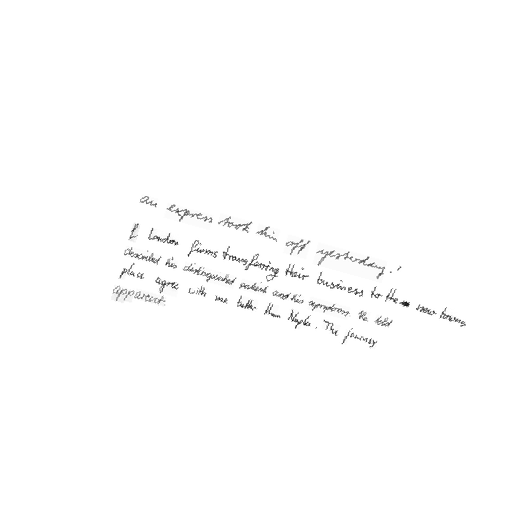 an express took him off yesterday. '
f London firms transferring their business to the new towns
described his distinguished patient and his symptoms. He told
place agree with me better than Naples. The journey
apparent.